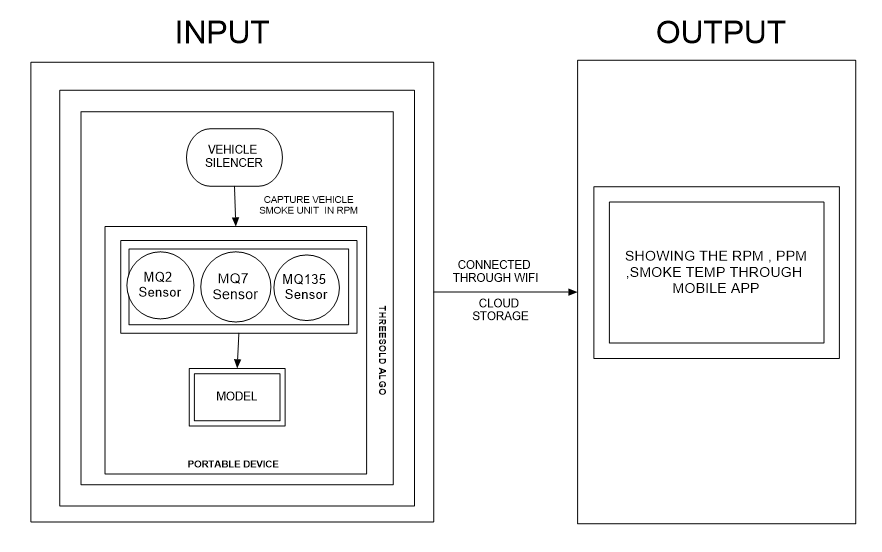 INPUT
OUTPUT
VEHICLE
SILENCER
CAPTURE VEHICLE
SMOKE UNIT IN RPM
MQ2
Sensor
MQ7
Sensor
MQ135
Sensor
THREESOLD ALGO
MODEL
PORTABLE DEVICE
CONNECTED
THROUGH WIFI
CLOUD
STORAGE
SHOWING THE RPM , PPM
,SMOKE TEMP THROUGH
MOBILE APP